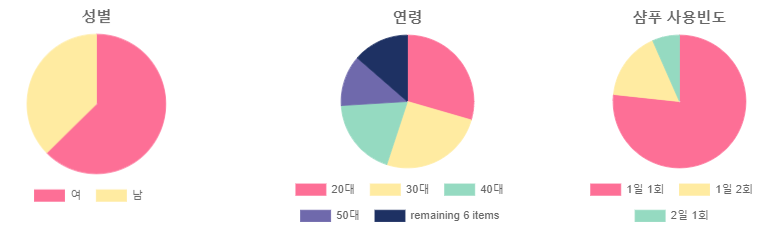 성별
연령
샴푸 사용빈도
여 남
20대 30대 40대
50대 remaining 6 items
1일 1회 1일 2회
2일 1회